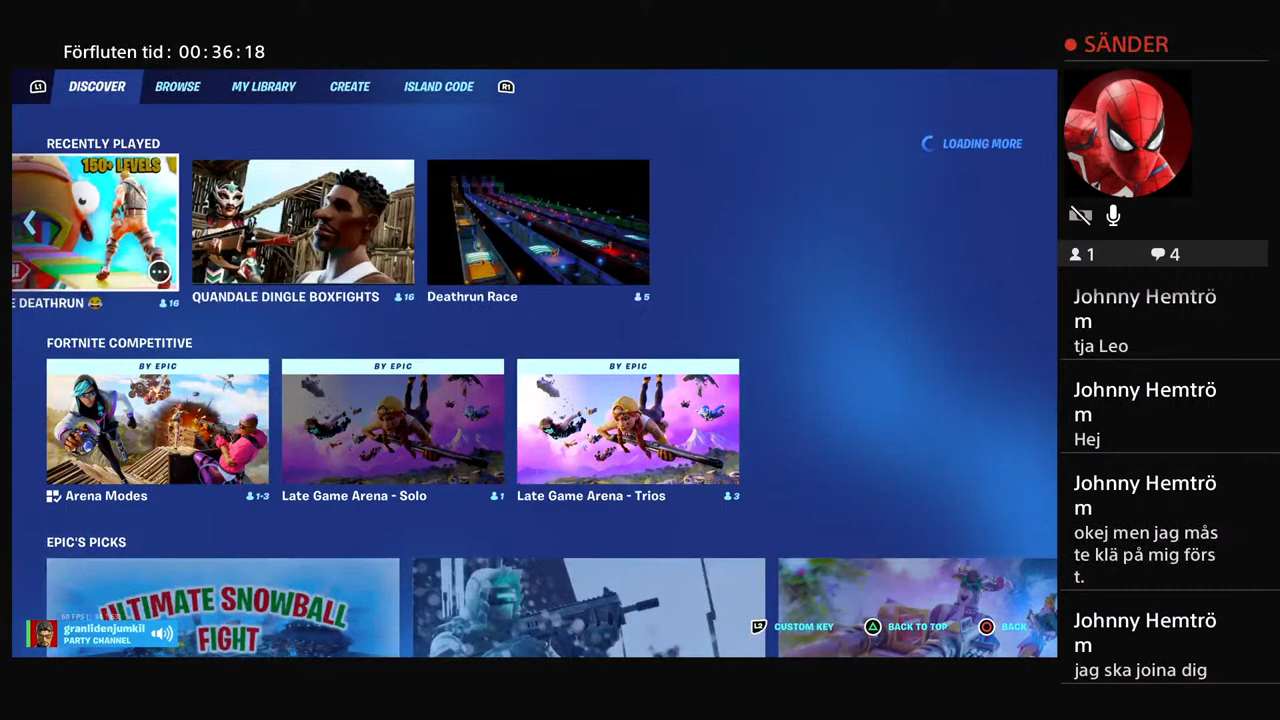 Förfluten tid: 00:36:18
SÄNDER
L1 DISCOVER BROWSE MY LIBRARY CREATE ISLAND CODE R1
RECENTLY PLAYED
LOADING MORE
150+ LEVELS
E DEATHRUN 😂 16
QUANDALE DINGLE BOXFIGHTS 16
Deathrun Race 5
FORTNITE COMPETITIVE
BY EPIC
Arena Modes 1-3
BY EPIC
Late Game Arena - Solo 1
BY EPIC
Late Game Arena - Trios 3
EPIC'S PICKS
ULTIMATE SNOWBALL
FIGHT
granlidenjumkil
PARTY CHANNEL
L2 CUSTOM KEY
BACK TO TOP
BACK
1 4
Johnny Hemtrö
m
tja Leo
Johnny Hemtrö
m
Hej
Johnny Hemtrö
m
okej men jag mås
te klä på mig förs
t.
Johnny Hemtrö
m
jag ska joina dig